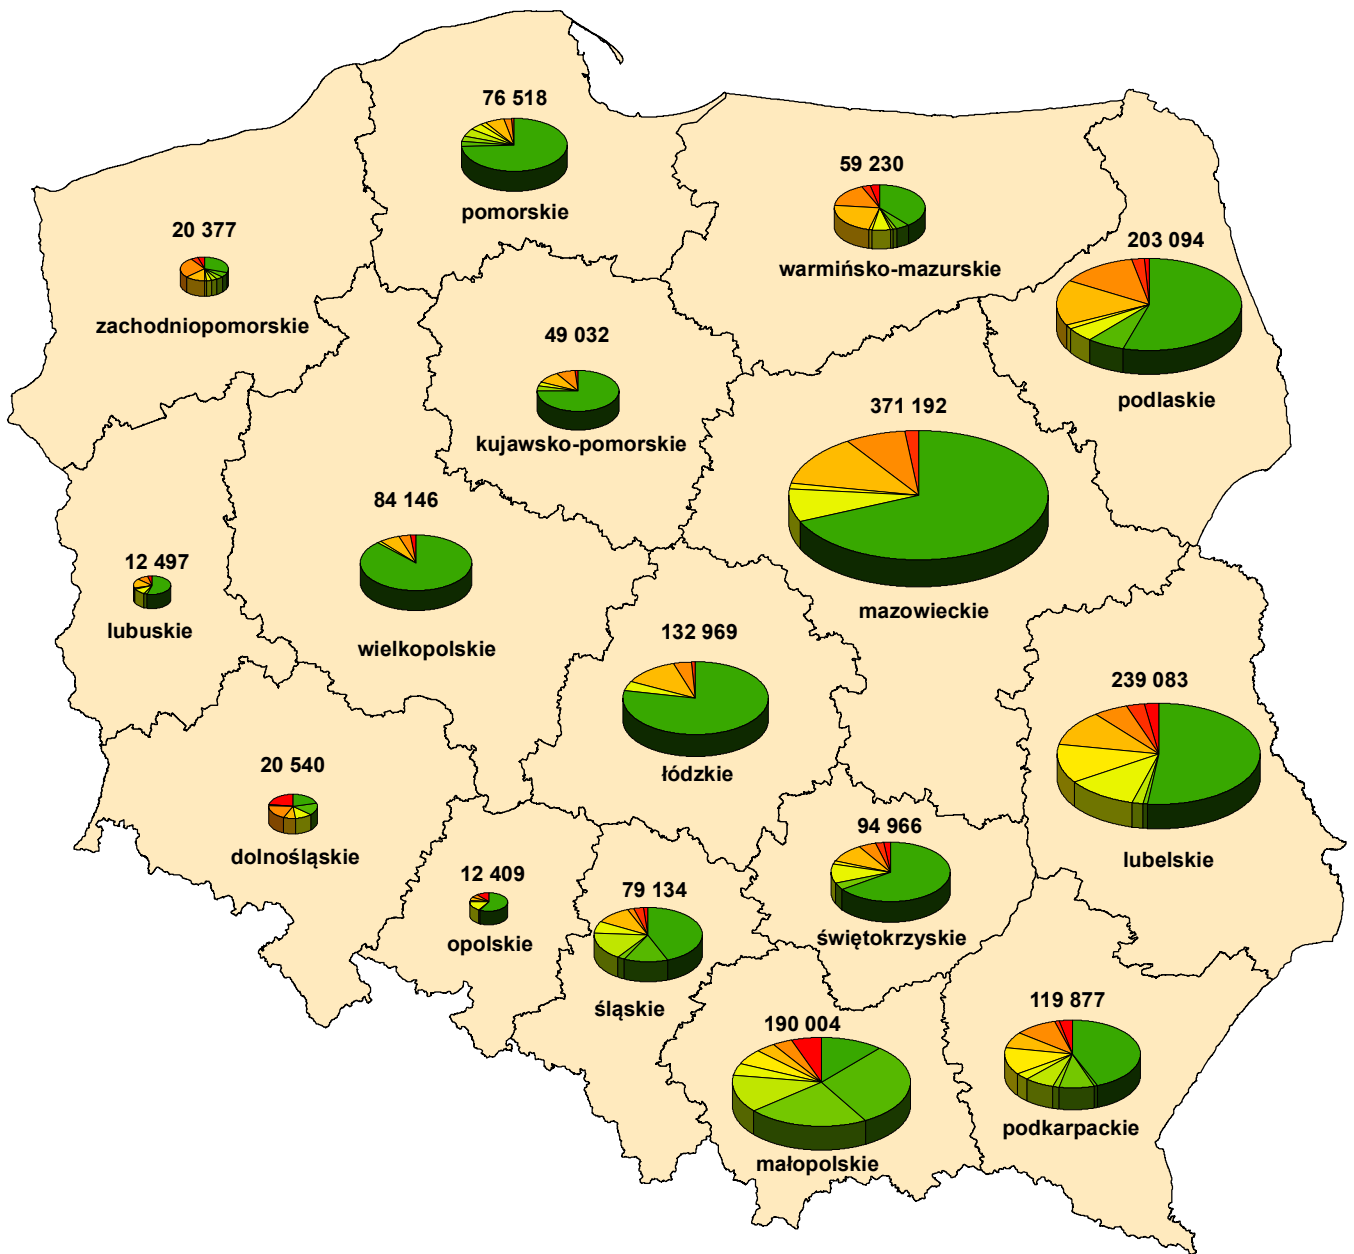 76 518
pomorskie
59 230
warmińsko-mazurskie
20 377
zachodniopomorskie
203 094
podlaskie
49 032
kujawsko-pomorskie
371 192
mazowieckie
84 146
wielkopolskie
12 497
lubuskie
132 969
łódzkie
239 083
lubelskie
20 540
dolnośląskie
94 966
świętokrzyskie
12 409
opolskie
79 134
śląskie
190 004
małopolskie
119 877
podkarpackie